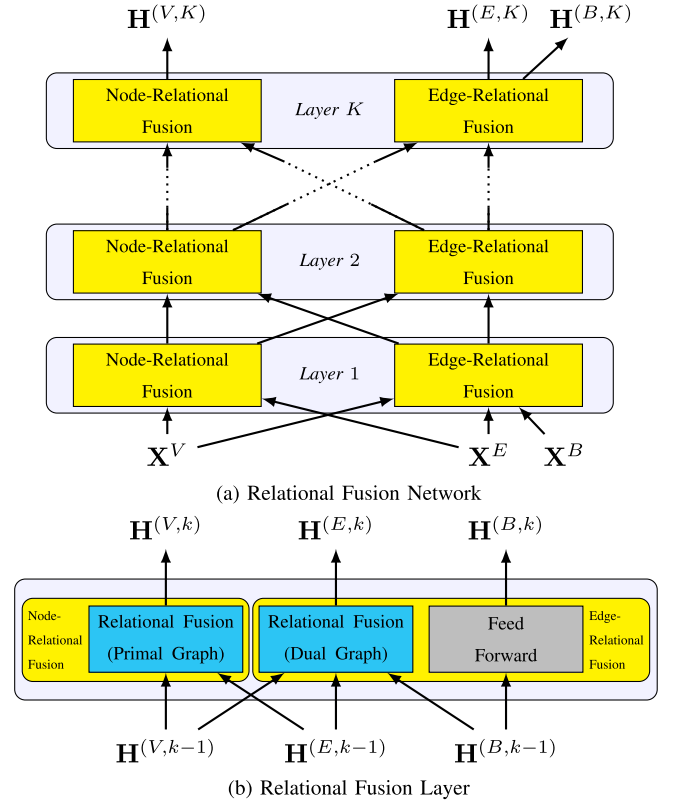 H^(V,K) H^(E,K) H^(B,K)
Node-Relational Fusion Layer K Edge-Relational Fusion
Node-Relational Fusion Layer 2 Edge-Relational Fusion
Node-Relational Fusion Layer 1 Edge-Relational Fusion
X^V X^E X^B
(a) Relational Fusion Network
H^(V,k) H^(E,k) H^(B,k)
Node-Relational Fusion
Relational Fusion
(Primal Graph)
Relational Fusion
(Dual Graph)
Feed
Forward
Edge-Relational Fusion
H^(V,k−1) H^(E,k−1) H^(B,k−1)
(b) Relational Fusion Layer